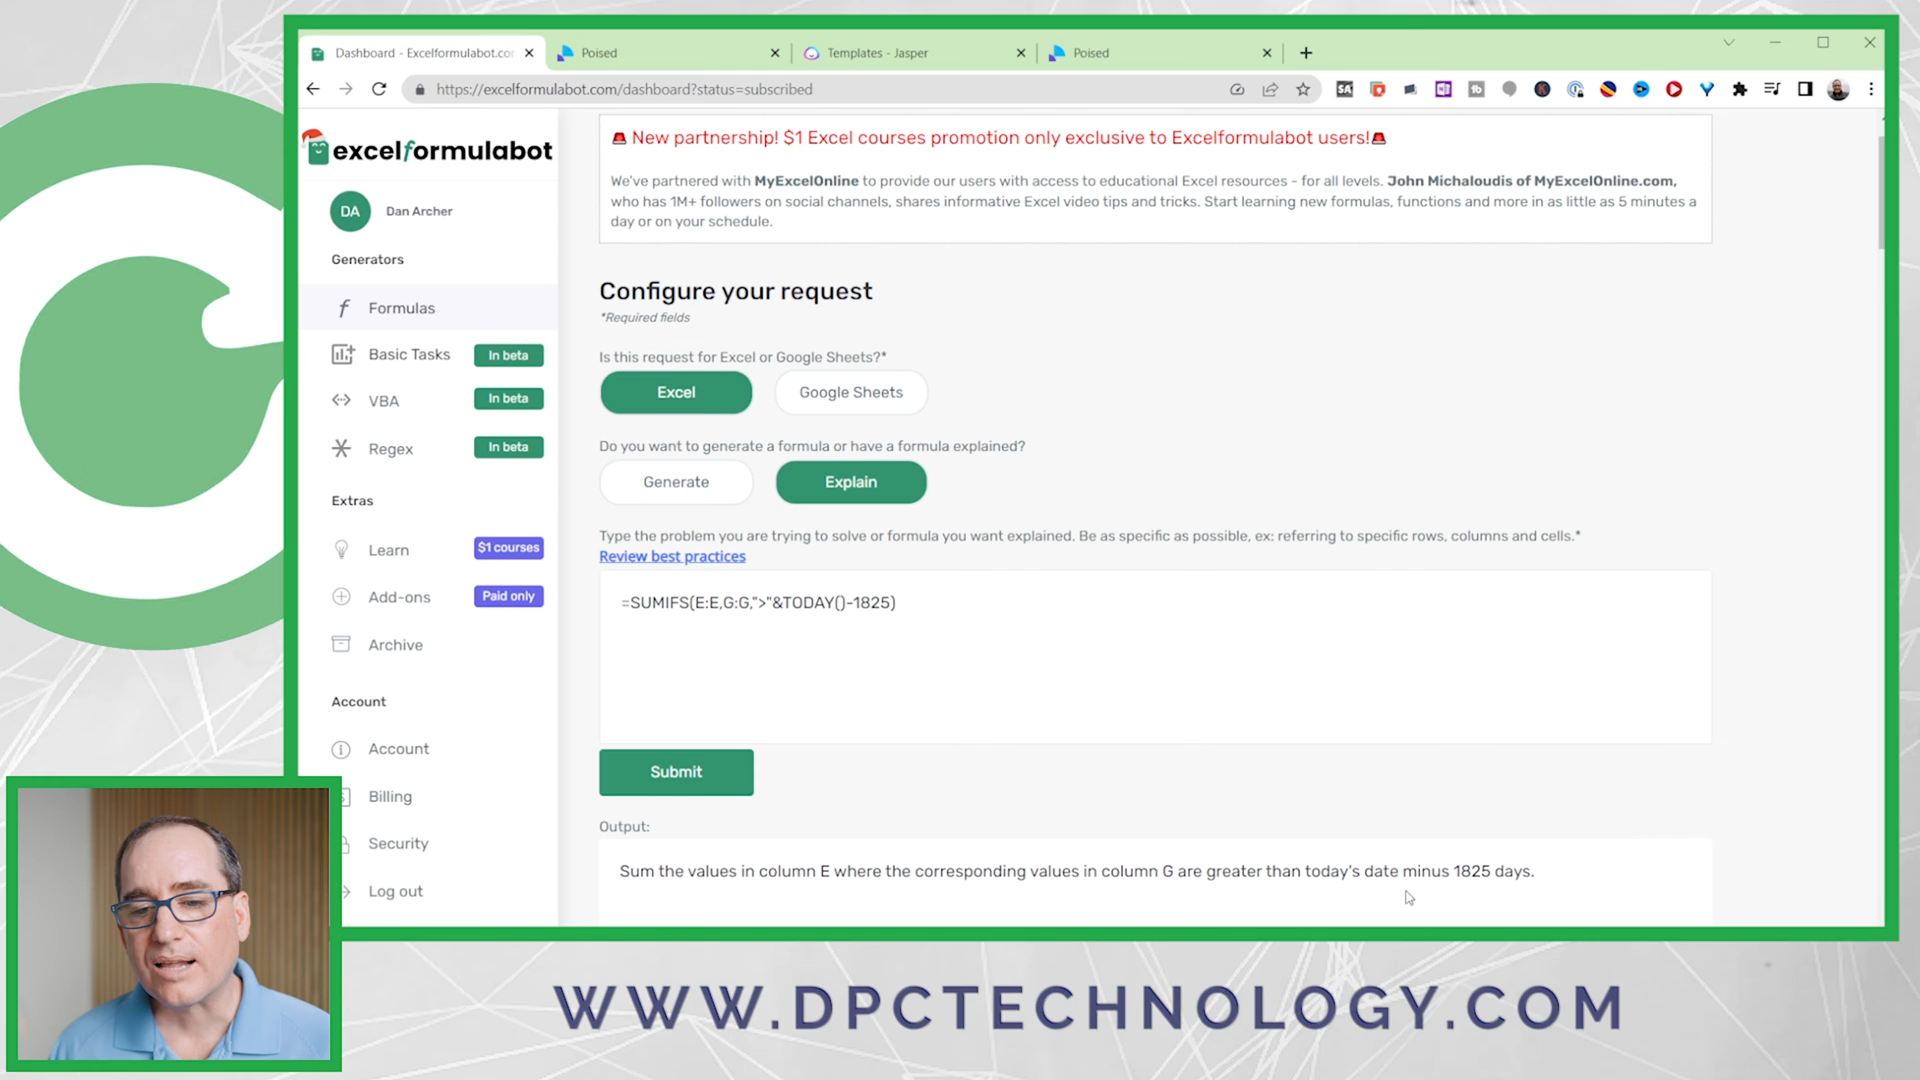 Dashboard - Excelformulabot.cor
Poised
Templates - Jasper
Poised
https://excelformulabot.com/dashboard?status=subscribed
excelformulabot
DA
Dan Archer
Generators
Formulas
Basic Tasks In beta
VBA In beta
Regex In beta
Extras
Learn $1 courses
Add-ons Paid only
Archive
Account
Account
Billing
Security
Log out
New partnership! $1 Excel courses promotion only exclusive to Excelformulabot users!
We've partnered with MyExcelOnline to provide our users with access to educational Excel resources - for all levels. John Michaloudis of MyExcelOnline.com,
who has 1M+ followers on social channels, shares informative Excel video tips and tricks. Start learning new formulas, functions and more in as little as 5 minutes a
day or on your schedule.
Configure your request
*Required fields
Is this request for Excel or Google Sheets?*
Excel Google Sheets
Do you want to generate a formula or have a formula explained?
Generate Explain
Type the problem you are trying to solve or formula you want explained. Be as specific as possible, ex: referring to specific rows, columns and cells.*
Review best practices
=SUMIFS(E:E,G:G,">"&TODAY()-1825)
Submit
Output:
Sum the values in column E where the corresponding values in column G are greater than today's date minus 1825 days.
WWW.DPCTECHNOLOGY.COM